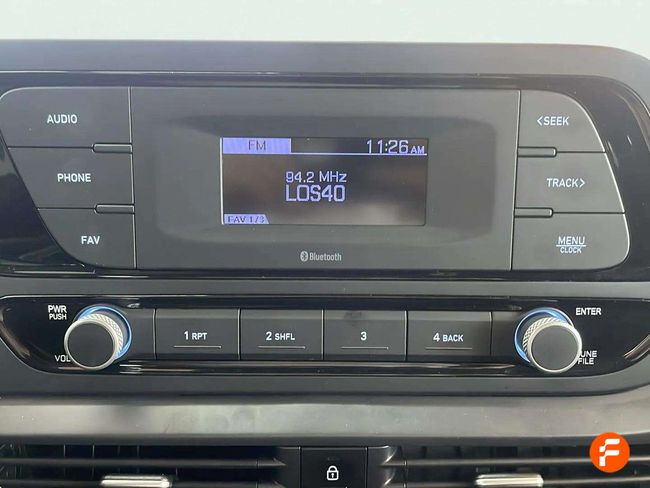 AUDIO
PHONE
FAV
FM 11:26 AM
94.2 MHz
LOS40
FAV 1/3
Bluetooth
<SEEK
TRACK>
MENU
CLOCK
PWR
PUSH
VOL
1 RPT
2 SHFL
3
4 BACK
ENTER
TUNE
FILE